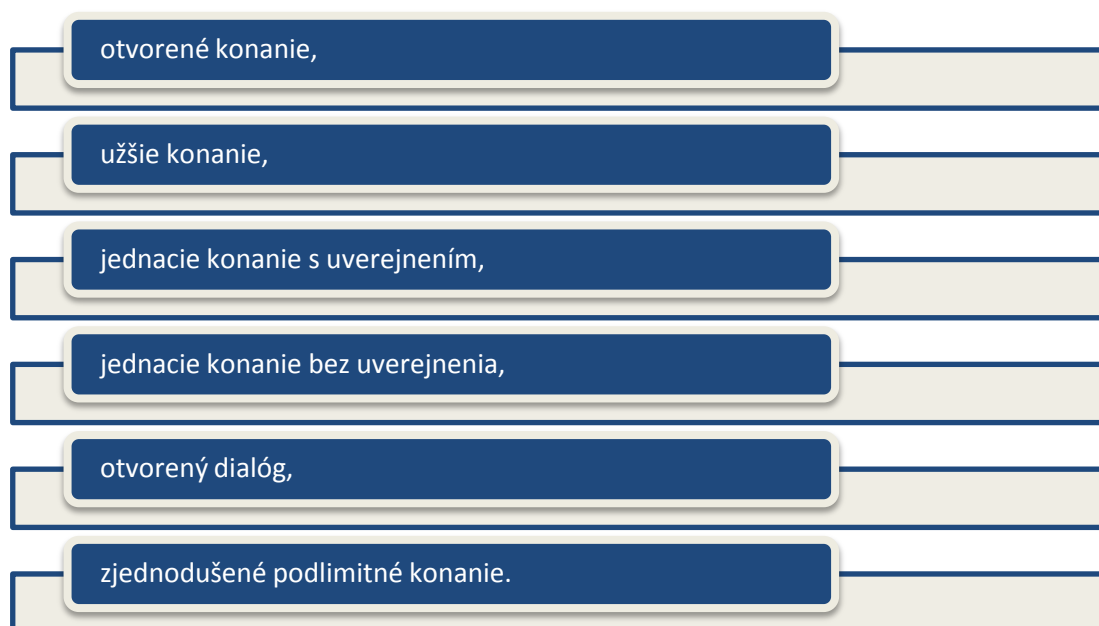 otvorené konanie,
užšie konanie,
jednacie konanie s uverejnením,
jednacie konanie bez uverejnenia,
otvorený dialóg,
zjednodušené podlimitné konanie.